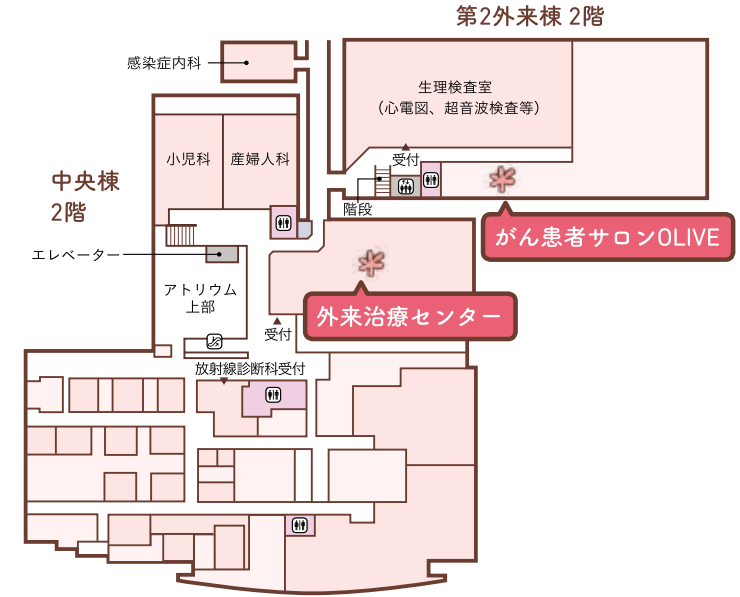 第2外来棟 2階
感染症内科
生理検査室
（心電図、超音波検査等）
小児科
産婦人科
受付
中央棟
2階
階段
がん患者サロンOLIVE
エレベーター
アトリウム
上部
外来治療センター
受付
放射線診断科受付